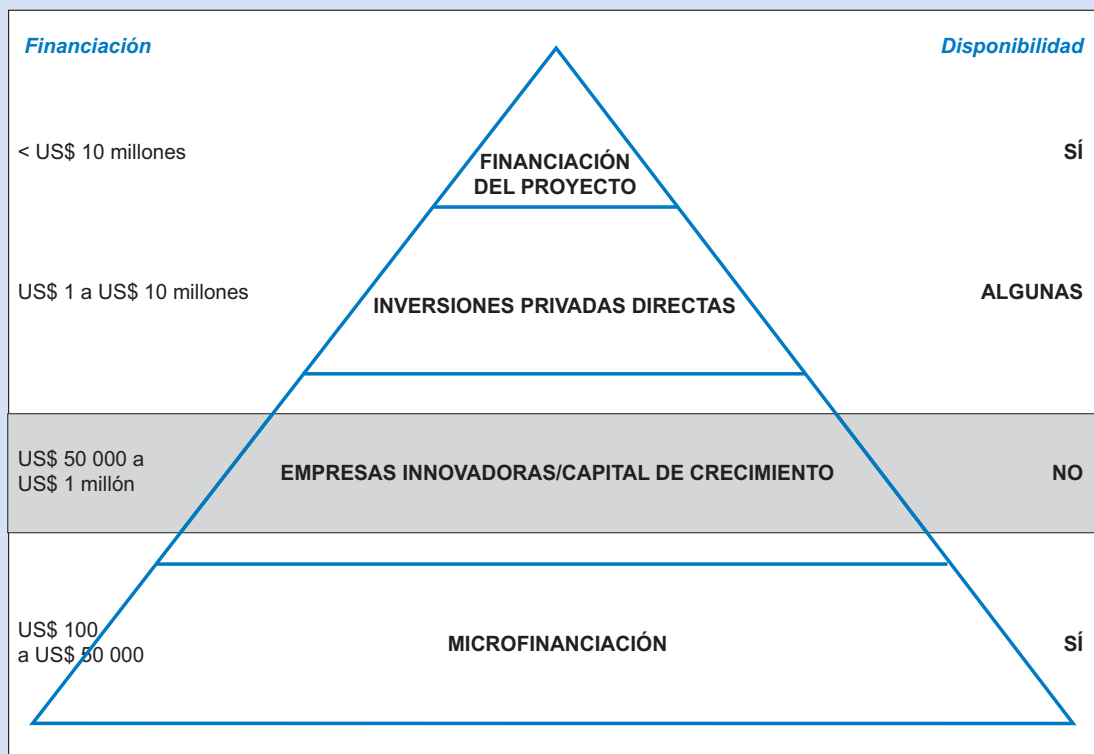 Financiación
Disponibilidad
< US$ 10 millones
FINANCIACIÓN
DEL PROYECTO
SÍ
US$ 1 a US$ 10 millones
INVERSIONES PRIVADAS DIRECTAS
ALGUNAS
US$ 50 000 a
US$ 1 millón
EMPRESAS INNOVADORAS/CAPITAL DE CRECIMIENTO
NO
US$ 100
a US$ 50 000
MICROFINANCIACIÓN
SÍ